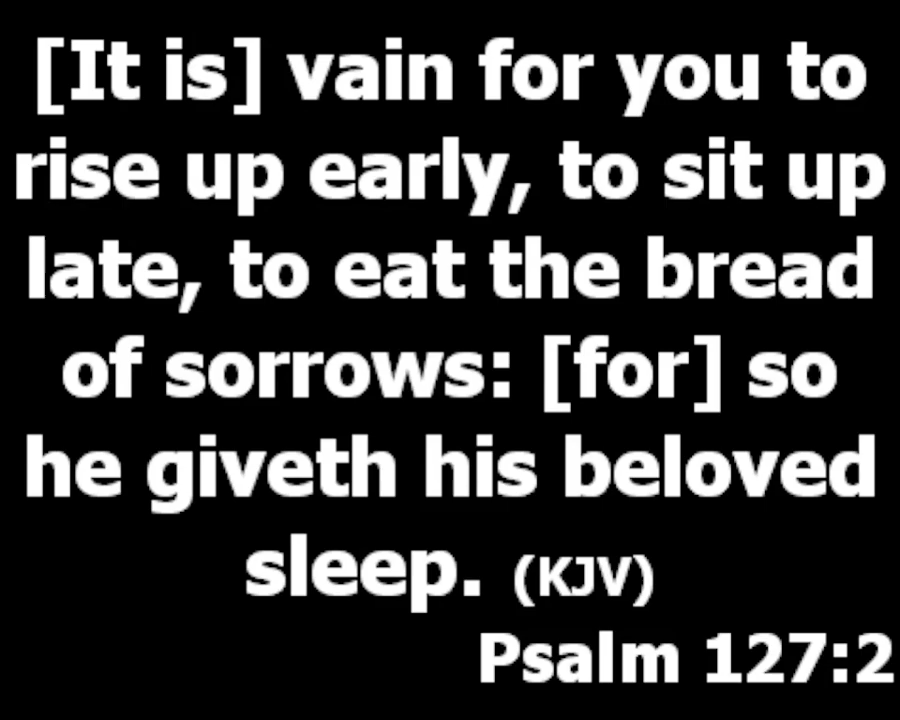 [It is] vain for you to
rise up early, to sit up
late, to eat the bread
of sorrows: [for] so
he giveth his beloved
sleep. (KJV)
Psalm 127:2